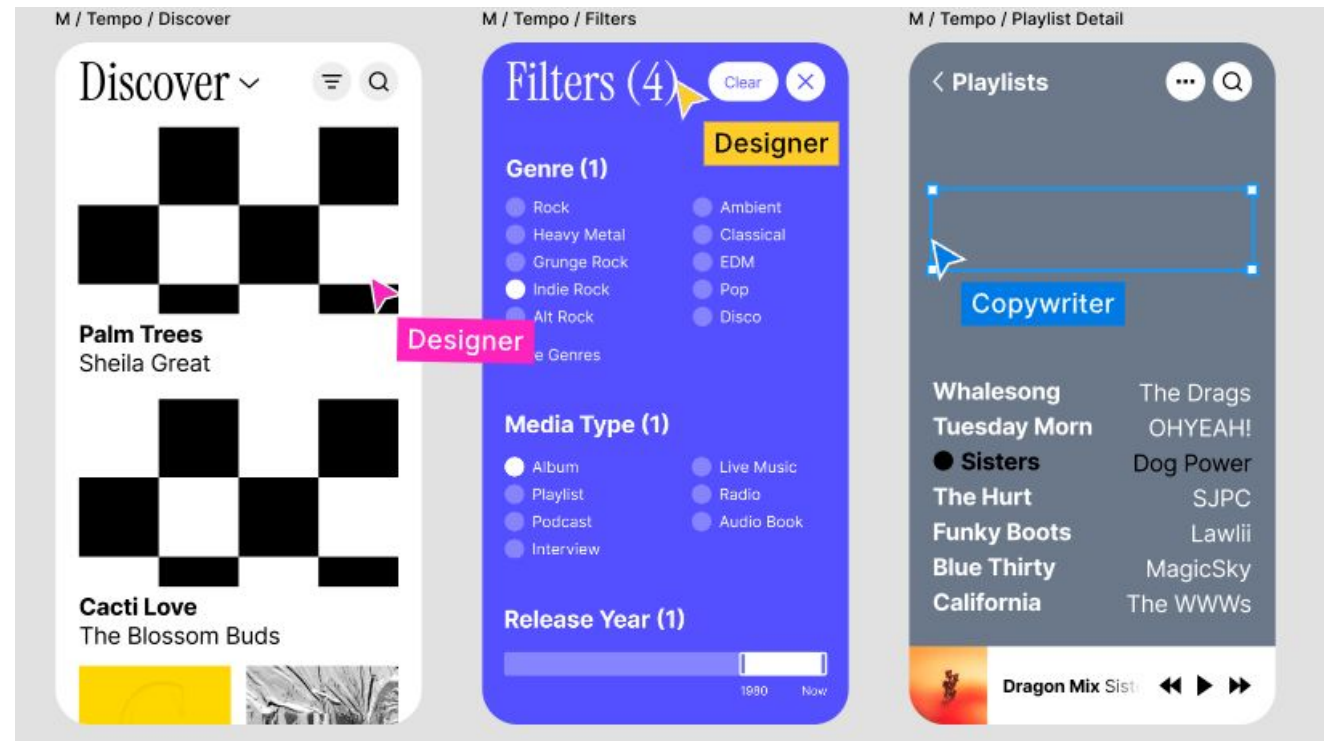 M / Tempo / Discover
Discover
Palm Trees
Sheila Great
Cacti Love
The Blossom Buds
Designer
M / Tempo / Filters
Filters (4)
Clear
Designer
Genre (1)
Rock
Heavy Metal
Grunge Rock
Indie Rock
Alt Rock
Genres
Ambient
Classical
EDM
Pop
Disco
Media Type (1)
Album
Playlist
Podcast
Interview
Live Music
Radio
Audio Book
Release Year (1)
1980 Now
M / Tempo / Playlist Detail
Playlists
Copywriter
Whalesong The Drags
Tuesday Morn OHYEAH!
Sisters Dog Power
The Hurt SJPC
Funky Boots Lawlii
Blue Thirty MagicSky
California The WWWs
Dragon Mix Sist